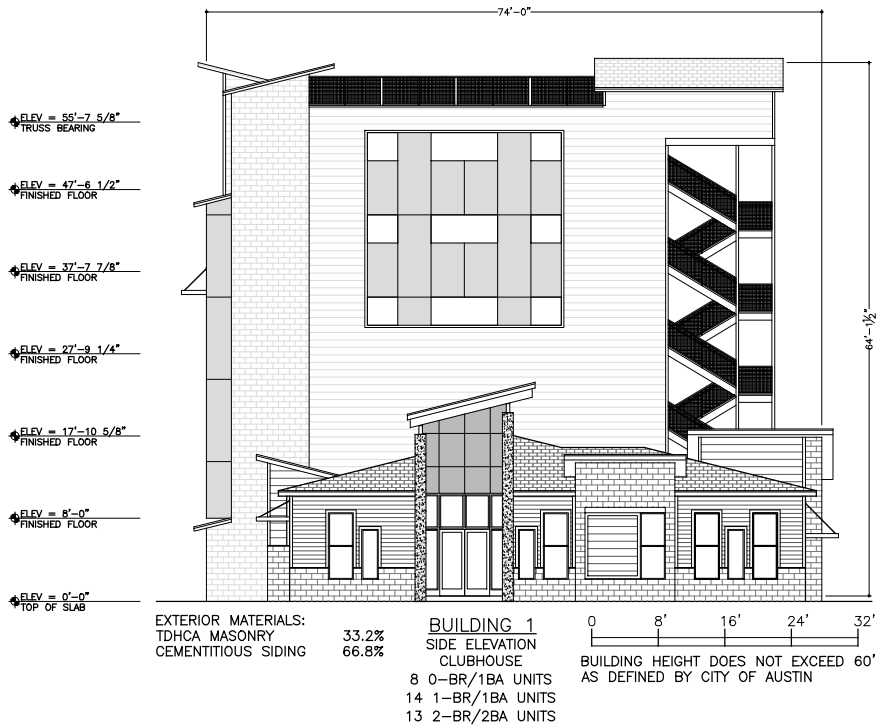 74'-0"
ELEV = 55'-7 5/8"
TRUSS BEARING
ELEV = 47'-6 1/2"
FINISHED FLOOR
ELEV = 37'-7 7/8"
FINISHED FLOOR
ELEV = 27'-9 1/4"
FINISHED FLOOR
ELEV = 17'-10 5/8"
FINISHED FLOOR
ELEV = 8'-0"
FINISHED FLOOR
ELEV = 0'-0"
TOP OF SLAB
64'-1½"
EXTERIOR MATERIALS:
TDHCA MASONRY 33.2%
CEMENTITIOUS SIDING 66.8%
BUILDING 1
SIDE ELEVATION
CLUBHOUSE
8 0-BR/1BA UNITS
14 1-BR/1BA UNITS
13 2-BR/2BA UNITS
0 8' 16' 24' 32'
BUILDING HEIGHT DOES NOT EXCEED 60'
AS DEFINED BY CITY OF AUSTIN